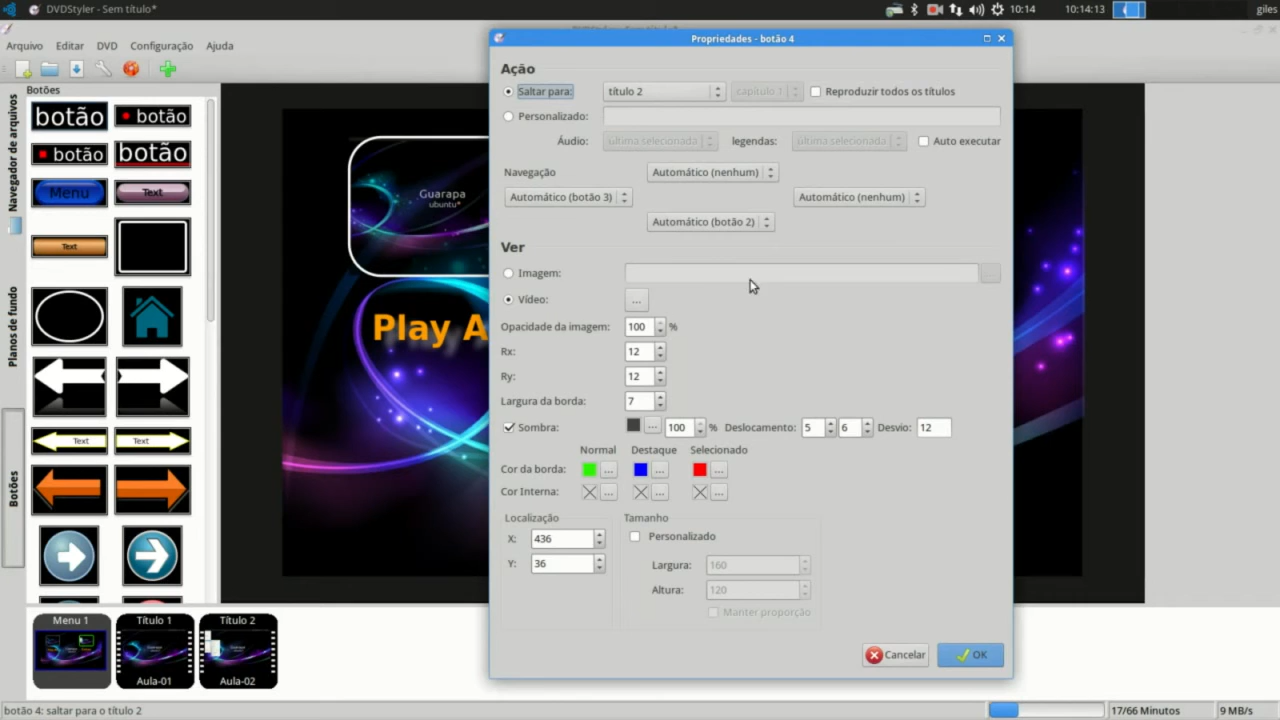 DVDStyler - Sem título*
10:14
10:14:13
giles
Arquivo Editar DVD Configuração Ajuda
Navegador de arquivos
Planos de fundo
Botões
Botões
botão
botão
botão
botão
Menu
Text
Text
Text
Text
Guarapa
ubuntu*
Play A
Propriedades - botão 4
Ação
Saltar para: título 2 capítulo 1 Reproduzir todos os títulos
Personalizado:
Áudio: última selecionada legendas: última selecionada Auto executar
Navegação Automático (nenhum)
Automático (botão 3) Automático (nenhum)
Automático (botão 2)
Ver
Imagem: ...
Vídeo: ...
Opacidade da imagem: 100 %
Rx: 12
Ry: 12
Largura da borda: 7
Sombra: ... 100 % Deslocamento: 5 6 Desvio: 12
Normal Destaque Selecionado
Cor da borda: ... ... ...
Cor Interna: ... ... ...
Localização
X: 436
Y: 36
Tamanho
Personalizado
Largura: 160
Altura: 120
Manter proporção
Cancelar OK
Menu 1
Título 1
Aula-01
Título 2
Aula-02
botão 4: saltar para o título 2
17/66 Minutos
9 MB/s